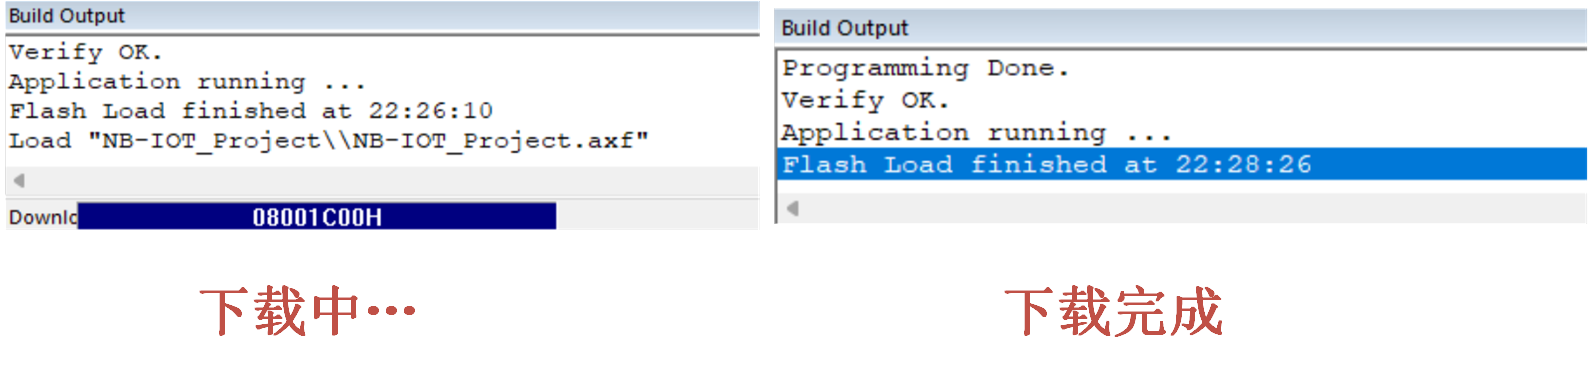 Build Output
Verify OK.
Application running ...
Flash Load finished at 22:26:10
Load "NB-IOT_Project\\NB-IOT_Project.axf"
Downlo
08001C00H
下载中…
Build Output
Programming Done.
Verify OK.
Application running ...
Flash Load finished at 22:28:26
下载完成